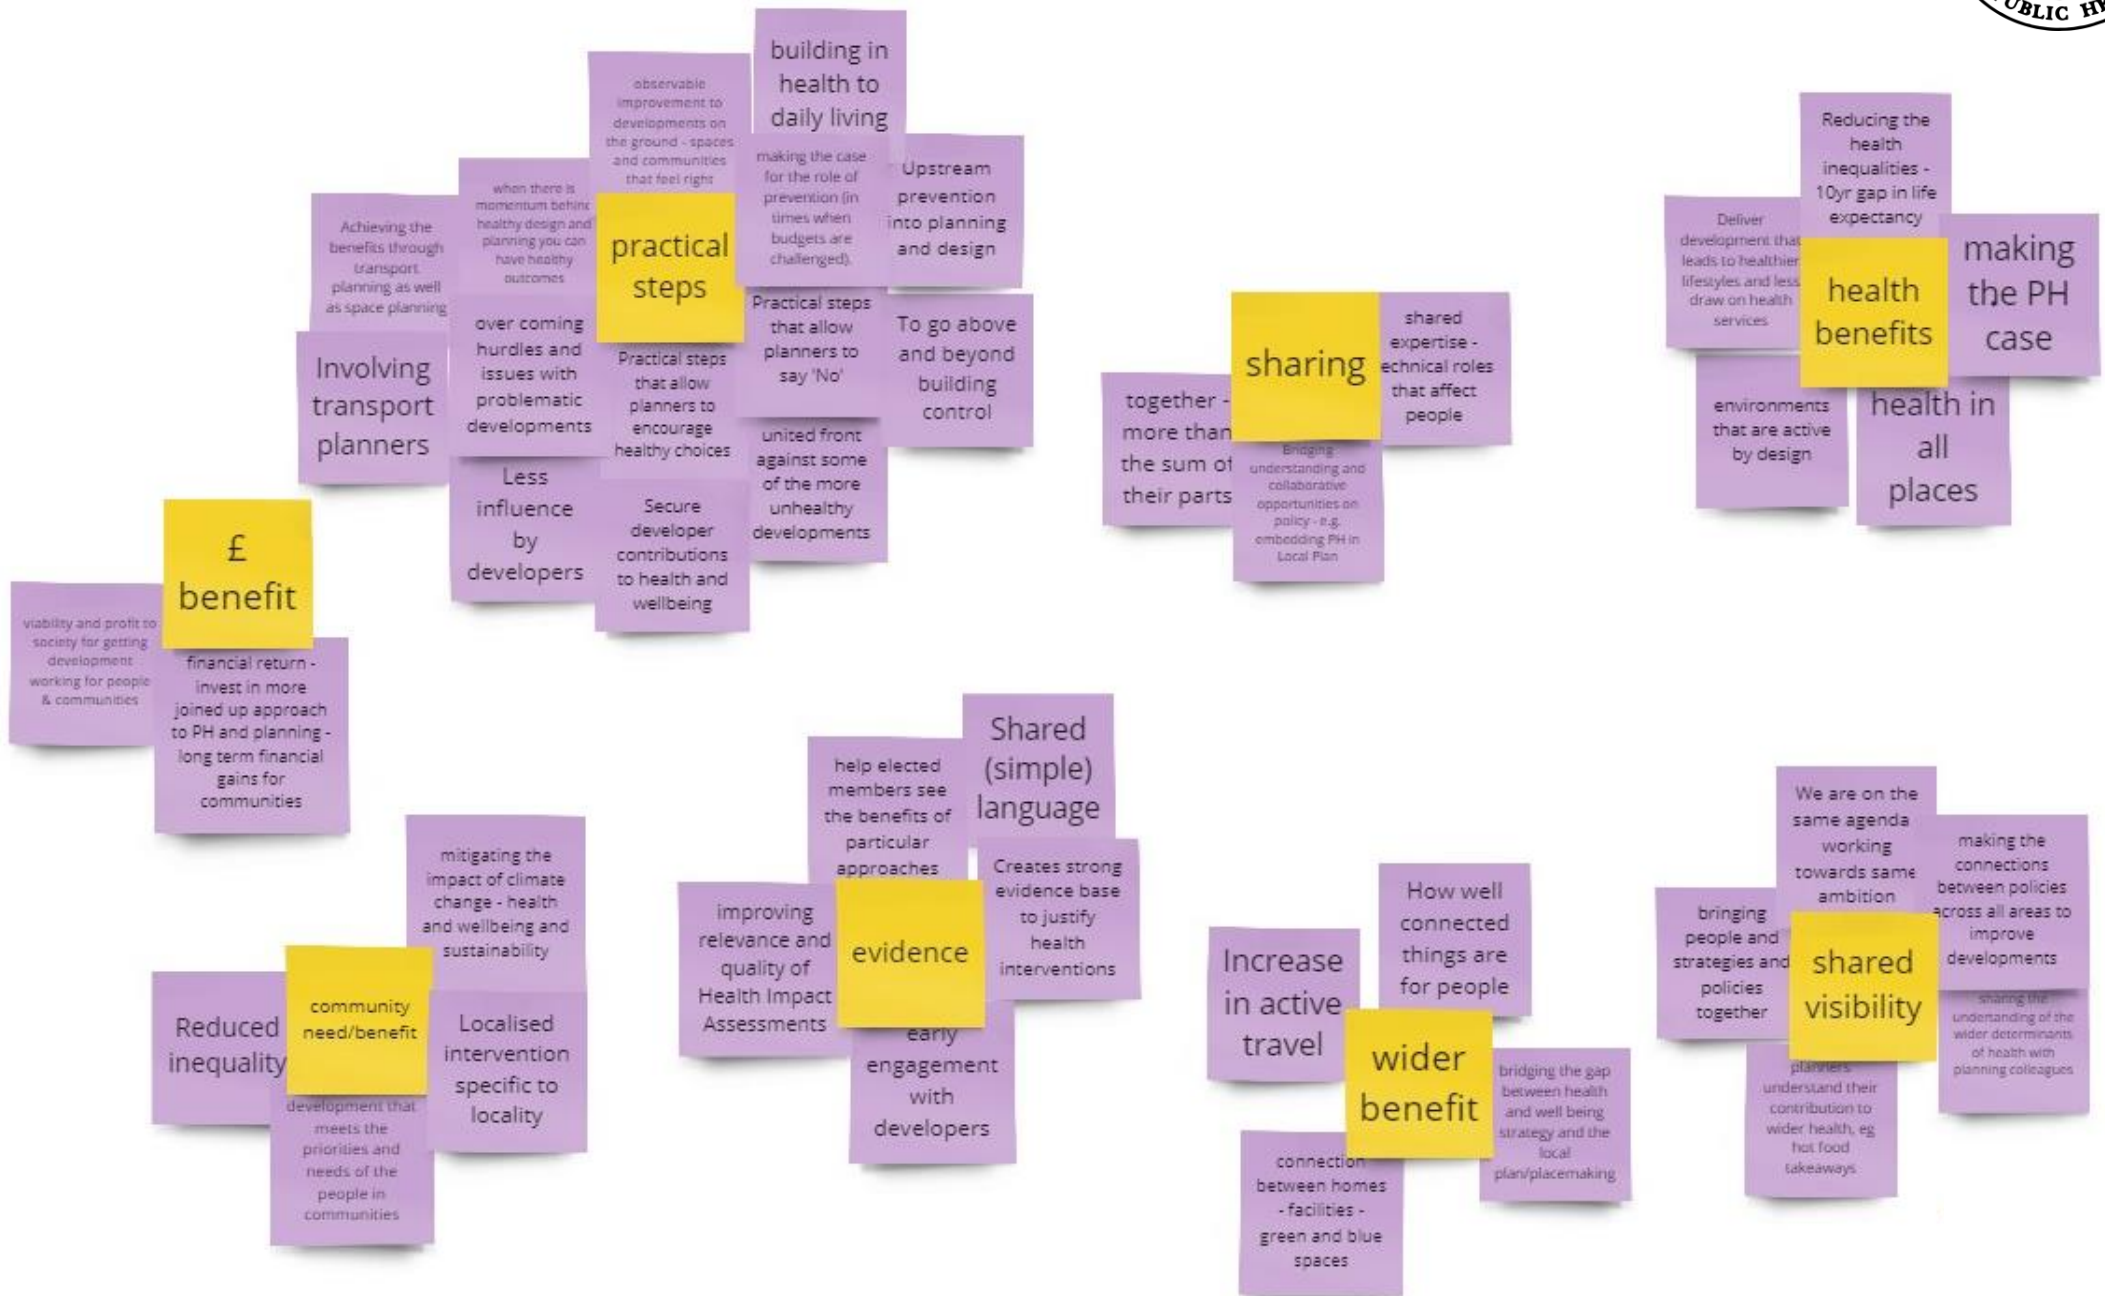 PUBLIC HE
building in
health to
daily living
observable
improvement to
developments on
the ground - spaces
and communities
that feel right
making the case
for the role of
prevention (in
times when
budgets are
challenged).
Upstream
prevention
into planning
and design
when there is
momentum behind
healthy design and
planning you can
have healthy
outcomes
Achieving the
benefits through
transport
planning as well
as space planning
practical
steps
Involving
transport
planners
over coming
hurdles and
issues with
problematic
developments
Practical steps
that allow
planners to
encourage
healthy choices
Practical steps
that allow
planners to
say 'No'
To go above
and beyond
building
control
Less
influence
by
developers
Secure
developer
contributions
to health and
wellbeing
united front
against some
of the more
unhealthy
developments
sharing
shared
expertise -
echnical roles
that affect
people
together -
more than
the sum of
their parts
Bridging
understanding and
collaborative
opportunities on
policy - e.g.
embedding PH in
Local Plan
Reducing the
health
inequalities -
10yr gap in life
expectancy
Deliver
development that
leads to healthier
lifestyles and less
draw on health
services
health
benefits
making
the PH
case
environments
that are active
by design
health in
all
places
£
benefit
viability and profit to
society for getting
development
working for people
& communities
financial return -
invest in more
joined up approach
to PH and planning -
long term financial
gains for
communities
mitigating the
impact of climate
change - health
and wellbeing and
sustainability
Reduced
inequality
community
need/benefit
Localised
intervention
specific to
locality
development that
meets the
priorities and
needs of the
people in
communities
Shared
(simple)
language
help elected
members see
the benefits of
particular
approaches
improving
relevance and
quality of
Health Impact
Assessments
evidence
Creates strong
evidence base
to justify
health
interventions
early
engagement
with
developers
How well
connected
things are
for people
Increase
in active
travel
wider
benefit
bridging the gap
between health
and well being
strategy and the
local
plan/placemaking
connection
between homes
- facilities -
green and blue
spaces
We are on the
same agenda
working
towards same
ambition
making the
connections
between policies
across all areas to
improve
developments
bringing
people and
strategies and
policies
together
shared
visibility
sharing the
undertanding of the
wider determinants
of health with
planning colleagues
planners
understand their
contribution to
wider health, eg
hot food
takeaways